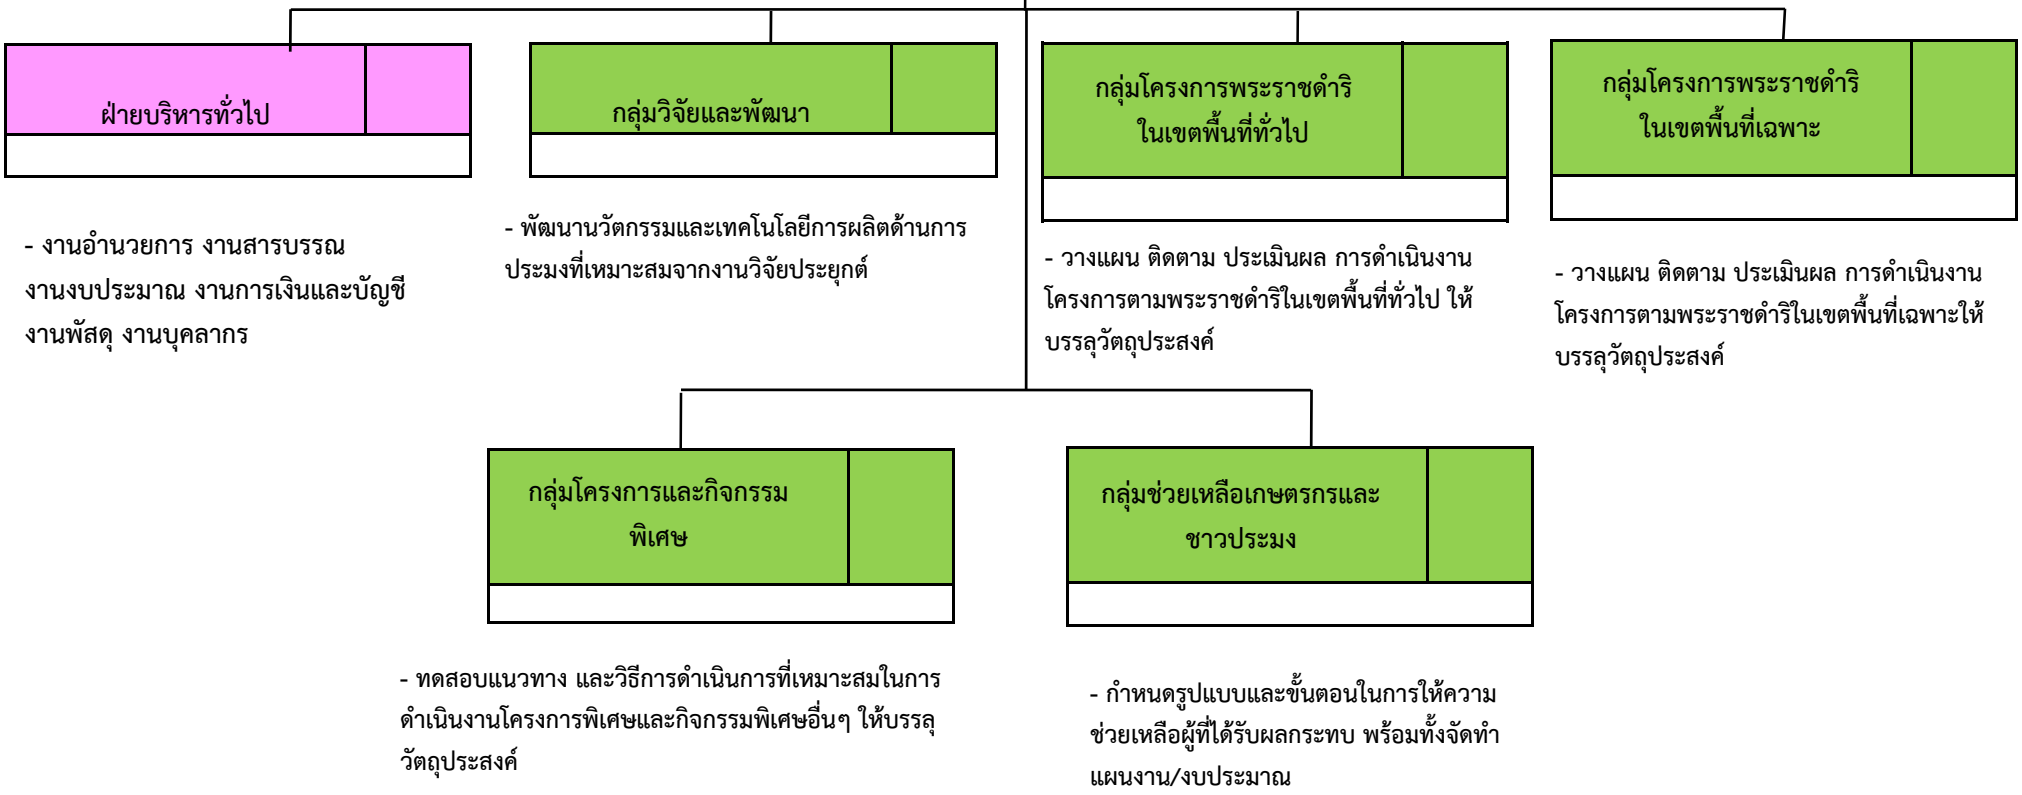 ฝ่ายบริหารทั่วไป
กลุ่มวิจัยและพัฒนา
กลุ่มโครงการพระราชดำริ
ในเขตพื้นที่ทั่วไป
กลุ่มโครงการพระราชดำริ
ในเขตพื้นที่เฉพาะ
- งานอำนวยการ งานสารบรรณ
งานงบประมาณ งานการเงินและบัญชี
งานพัสดุ งานบุคลากร
- พัฒนานวัตกรรมและเทคโนโลยีการผลิตด้านการ
ประมงที่เหมาะสมจากงานวิจัยประยุกต์
- วางแผน ติดตาม ประเมินผล การดำเนินงาน
โครงการตามพระราชดำริในเขตพื้นที่ทั่วไป ให้
บรรลุวัตถุประสงค์
- วางแผน ติดตาม ประเมินผล การดำเนินงาน
โครงการตามพระราชดำริในเขตพื้นที่เฉพาะให้
บรรลุวัตถุประสงค์
กลุ่มโครงการและกิจกรรม
พิเศษ
กลุ่มช่วยเหลือเกษตรกรและ
ชาวประมง
- ทดสอบแนวทาง และวิธีการดำเนินการที่เหมาะสมในการ
ดำเนินงานโครงการพิเศษและกิจกรรมพิเศษอื่นๆ ให้บรรลุ
วัตถุประสงค์
- กำหนดรูปแบบและขั้นตอนในการให้ความ
ช่วยเหลือผู้ที่ได้รับผลกระทบ พร้อมทั้งจัดทำ
แผนงาน/งบประมาณ